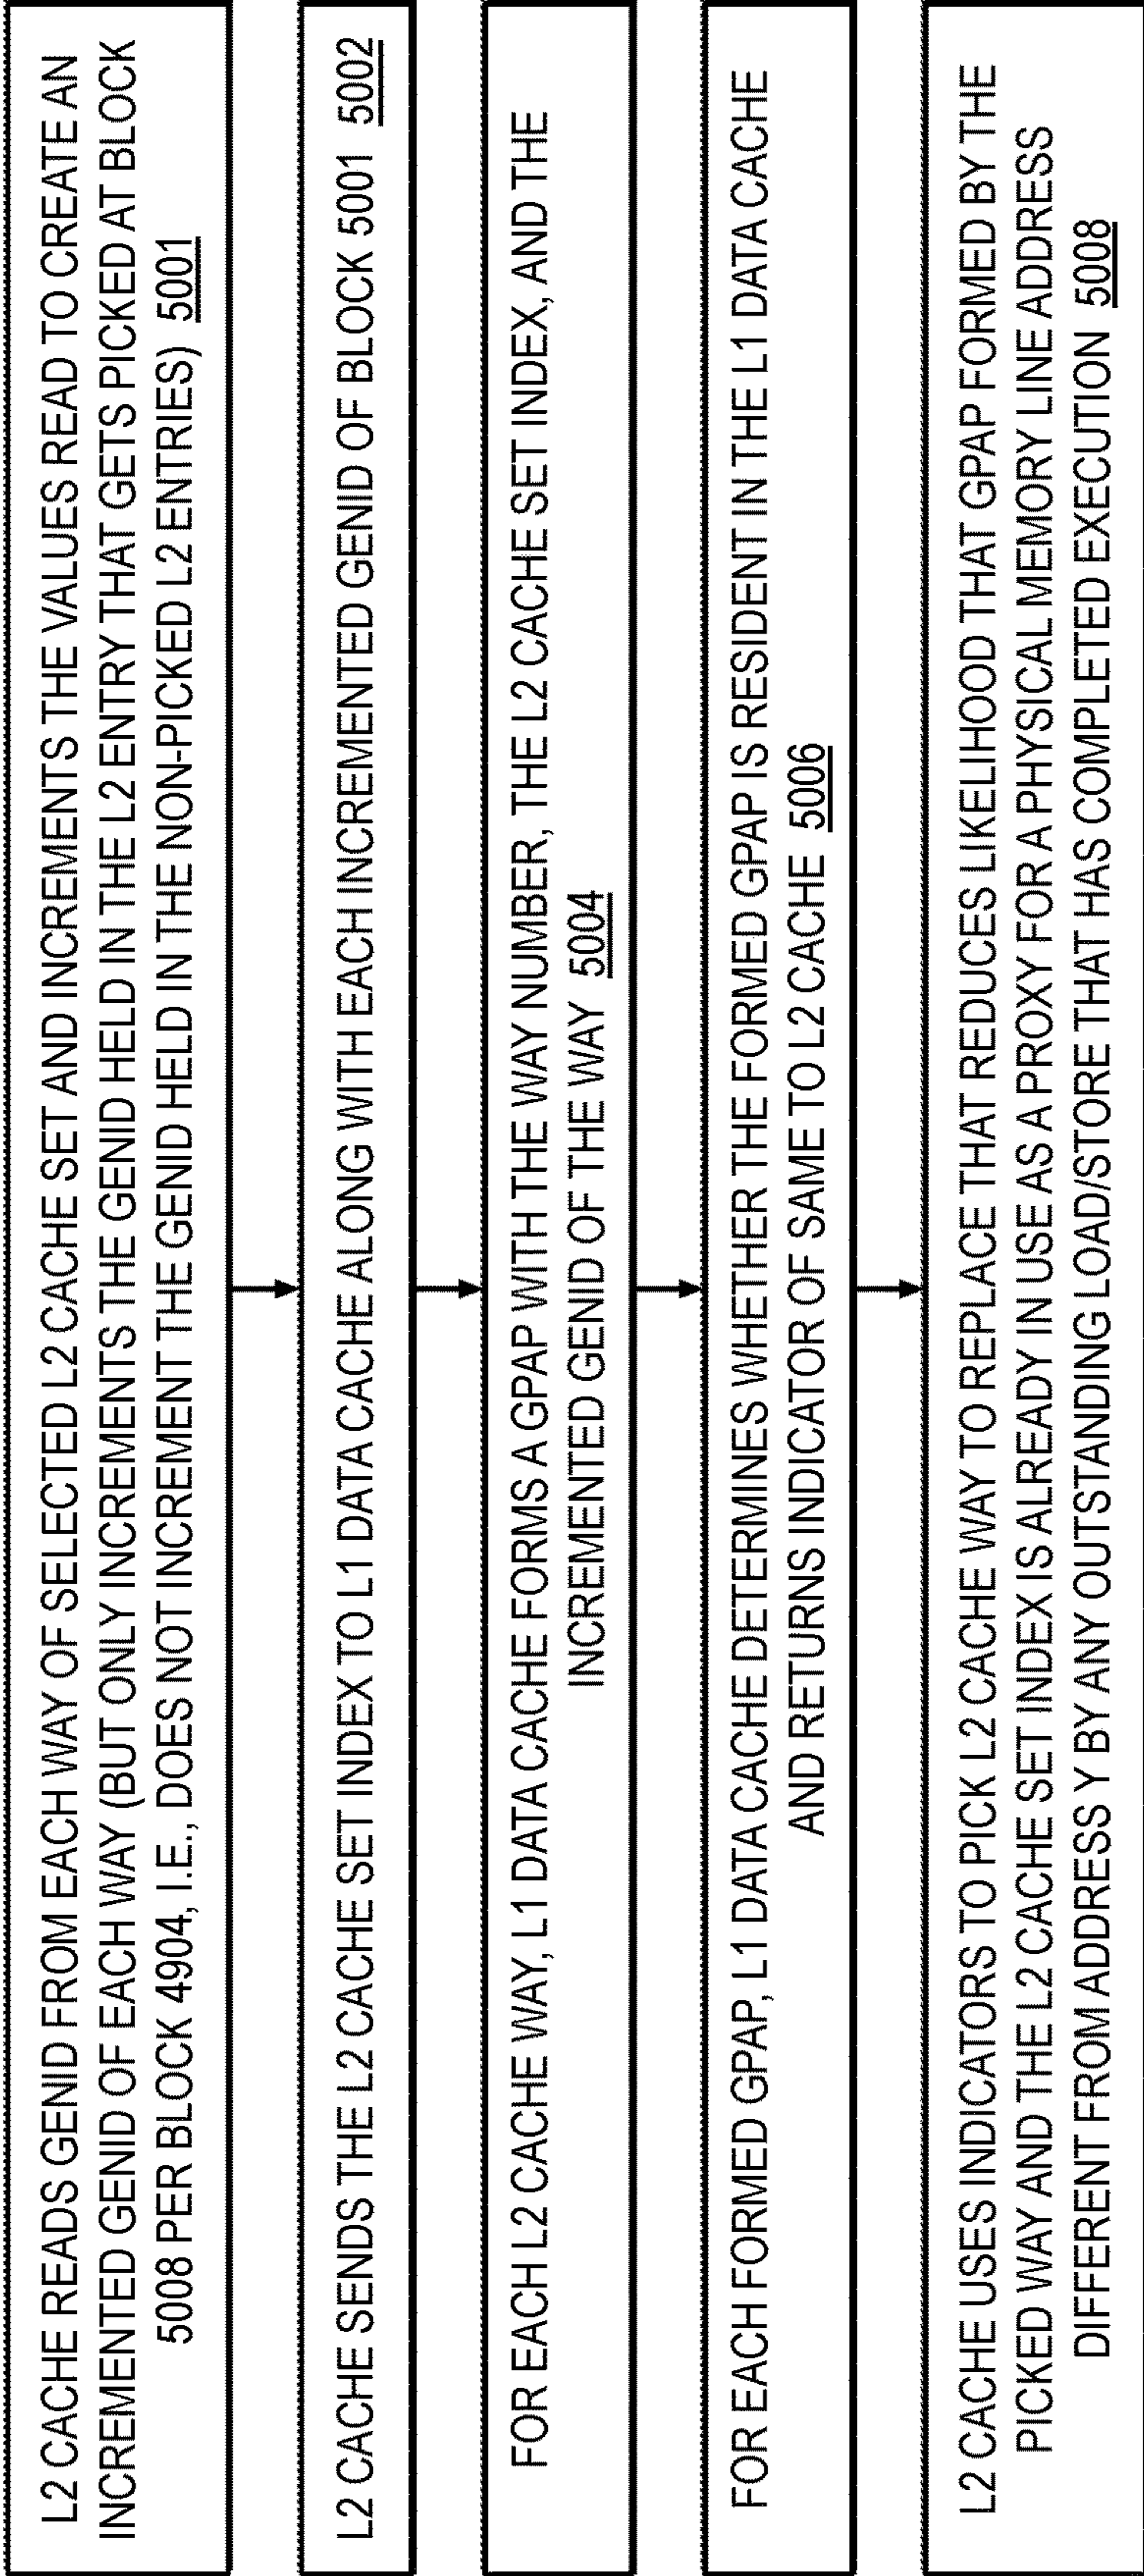 L2 CACHE READS GENID FROM EACH WAY OF SELECTED L2 CACHE SET AND INCREMENTS THE VALUES READ TO CREATE AN
INCREMENTED GENID OF EACH WAY (BUT ONLY INCREMENTS THE GENID HELD IN THE L2 ENTRY THAT GETS PICKED AT BLOCK
5008 PER BLOCK 4904, I.E., DOES NOT INCREMENT THE GENID HELD IN THE NON-PICKED L2 ENTRIES) 5001
L2 CACHE SENDS THE L2 CACHE SET INDEX TO L1 DATA CACHE ALONG WITH EACH INCREMENTED GENID OF BLOCK 5001 5002
FOR EACH L2 CACHE WAY, L1 DATA CACHE FORMS A GPAP WITH THE WAY NUMBER, THE L2 CACHE SET INDEX, AND THE
INCREMENTED GENID OF THE WAY 5004
FOR EACH FORMED GPAP, L1 DATA CACHE DETERMINES WHETHER THE FORMED GPAP IS RESIDENT IN THE L1 DATA CACHE
AND RETURNS INDICATOR OF SAME TO L2 CACHE 5006
L2 CACHE USES INDICATORS TO PICK L2 CACHE WAY TO REPLACE THAT REDUCES LIKELIHOOD THAT GPAP FORMED BY THE
PICKED WAY AND THE L2 CACHE SET INDEX IS ALREADY IN USE AS A PROXY FOR A PHYSICAL MEMORY LINE ADDRESS
DIFFERENT FROM ADDRESS Y BY ANY OUTSTANDING LOAD/STORE THAT HAS COMPLETED EXECUTION 5008